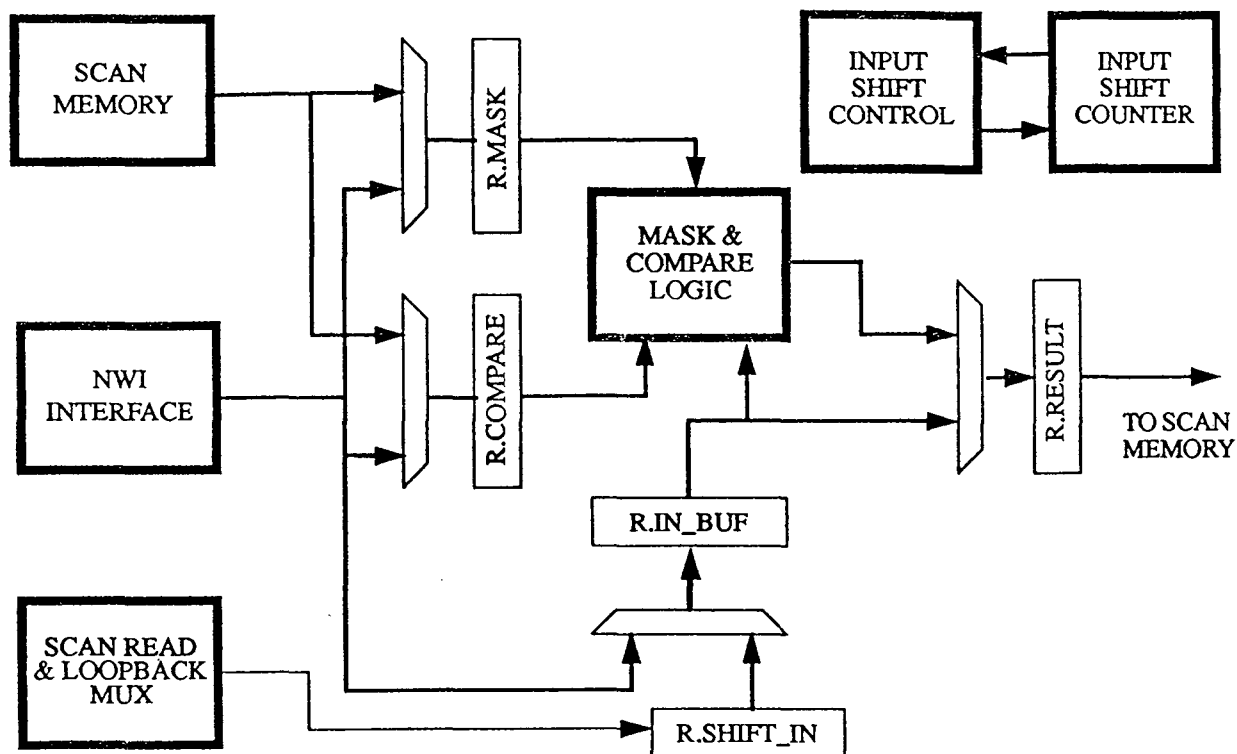 SCAN
MEMORY
R.MASK
INPUT
SHIFT
CONTROL
INPUT
SHIFT
COUNTER
MASK &
COMPARE
LOGIC
NWI
INTERFACE
R.COMPARE
R.RESULT
TO SCAN
MEMORY
R.IN_BUF
SCAN READ
& LOOPBACK
MUX
R.SHIFT_IN